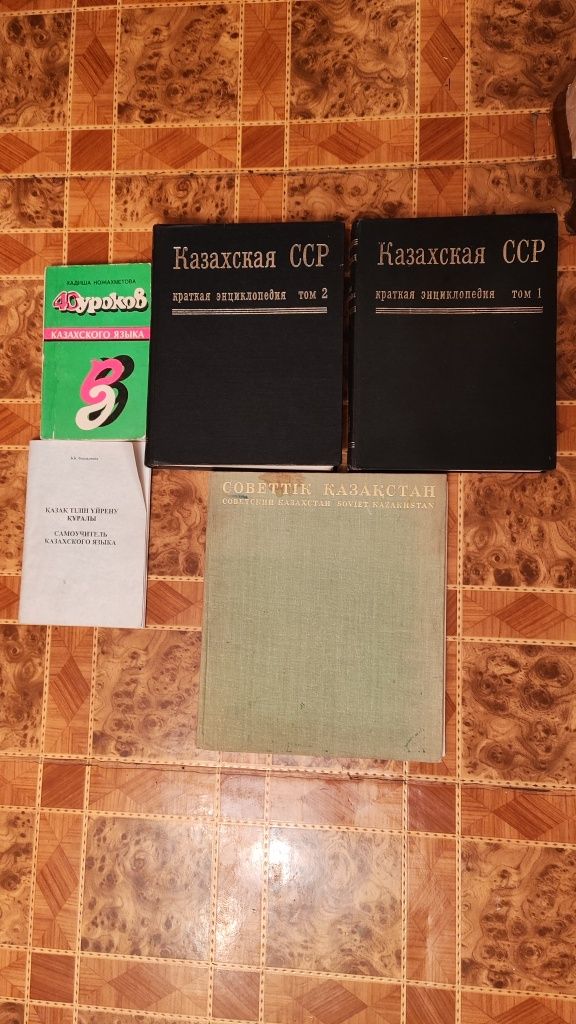 ХАДИША КОЖАХМЕТОВА
40 уроков
КАЗАХСКОГО ЯЗЫКА
Казахская ССР
краткая энциклопедия том 2
Казахская ССР
краткая энциклопедия том 1
ҚАЗАҚ ТІЛІН ҮЙРЕНУ
ҚҰРАЛЫ
САМОУЧИТЕЛЬ
КАЗАХСКОГО ЯЗЫКА
СОВЕТТІК ҚАЗАҚСТАН
СОВЕТСКИЙ КАЗАХСТАН SOVIET KAZAKHSTAN